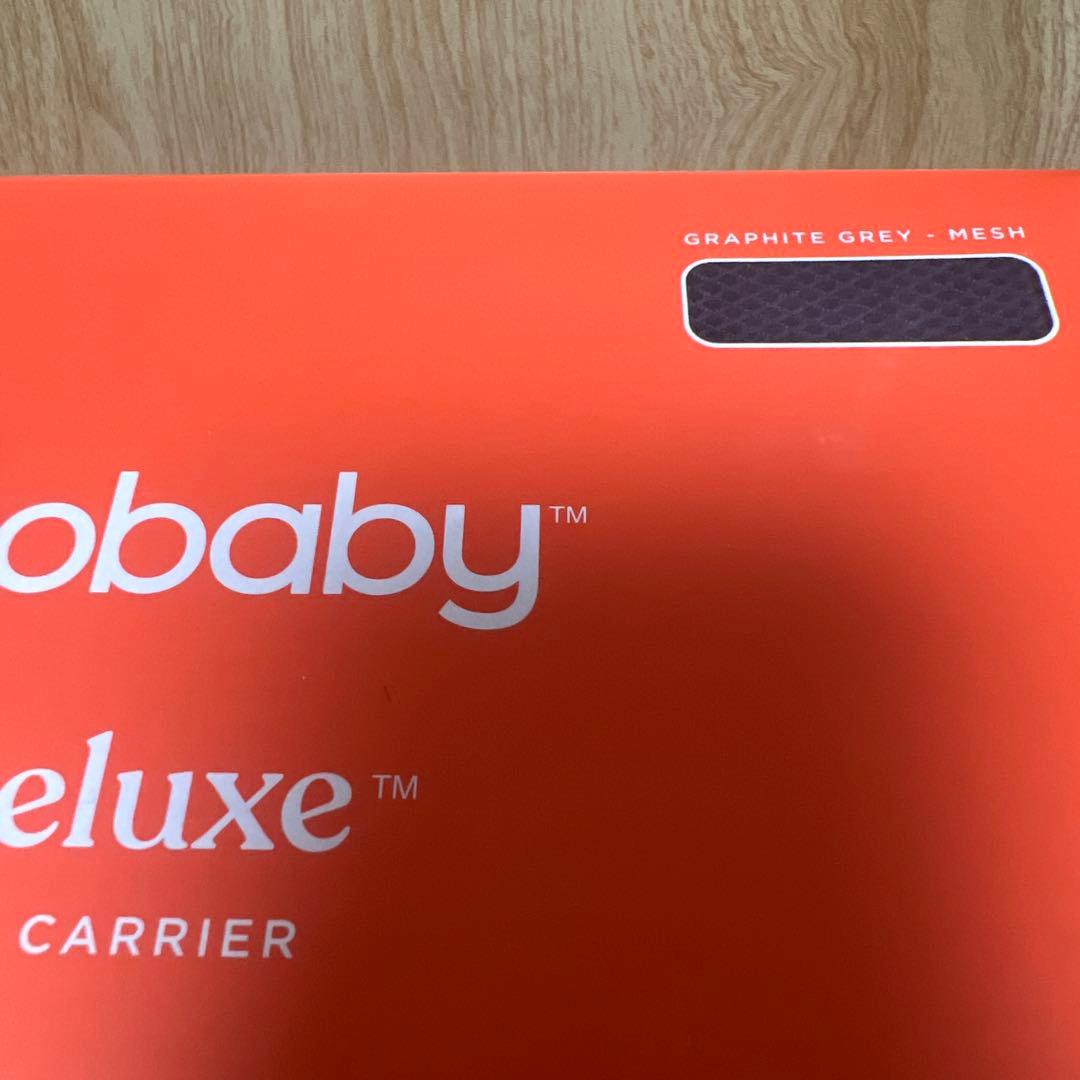 GRAPHITE GREY - MESH
obaby™
eluxe™
CARRIER